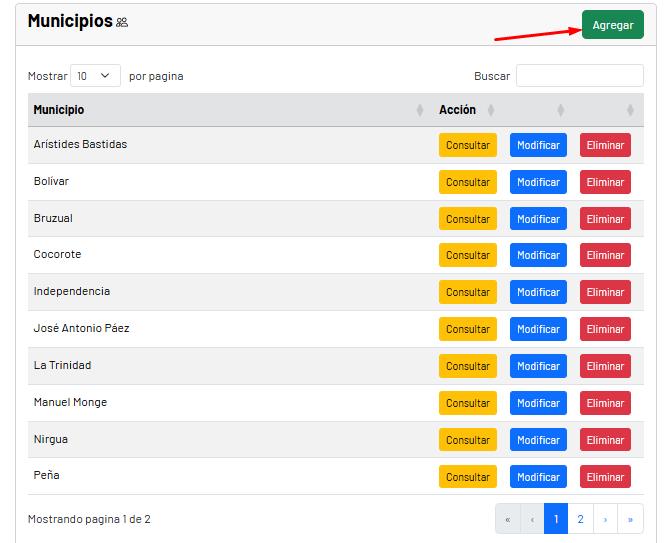 Municipios
Agregar
Mostrar 10 por pagina
Buscar
Municipio Acción
Arístides Bastidas Consultar Modificar Eliminar
Bolívar Consultar Modificar Eliminar
Bruzual Consultar Modificar Eliminar
Cocorote Consultar Modificar Eliminar
Independencia Consultar Modificar Eliminar
José Antonio Páez Consultar Modificar Eliminar
La Trinidad Consultar Modificar Eliminar
Manuel Monge Consultar Modificar Eliminar
Nirgua Consultar Modificar Eliminar
Peña Consultar Modificar Eliminar
Mostrando pagina 1 de 2
« ‹ 1 2 › »